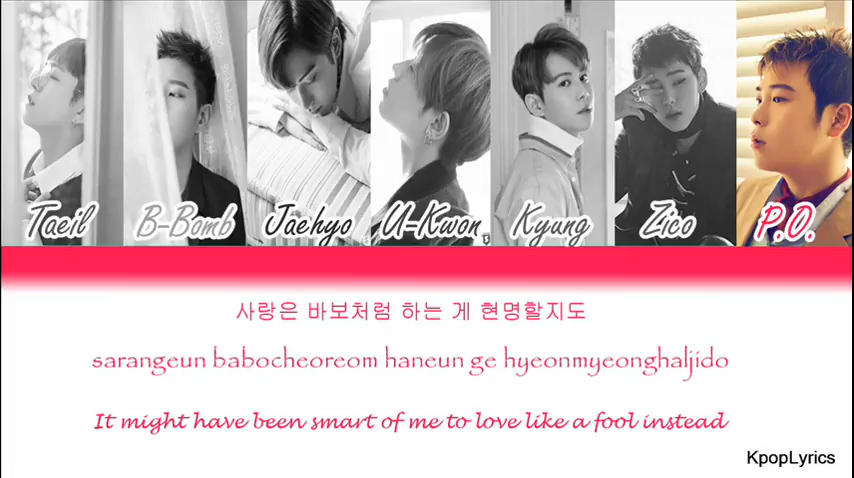 Taeil B-Bomb Jaehyo U-Kwon Kyung Zico P.O.
사랑은 바보처럼 하는 게 현명할지도
sarangeun babocheoreom haneun ge hyeonmyeonghaljido
It might have been smart of me to love like a fool instead
KpopLyrics